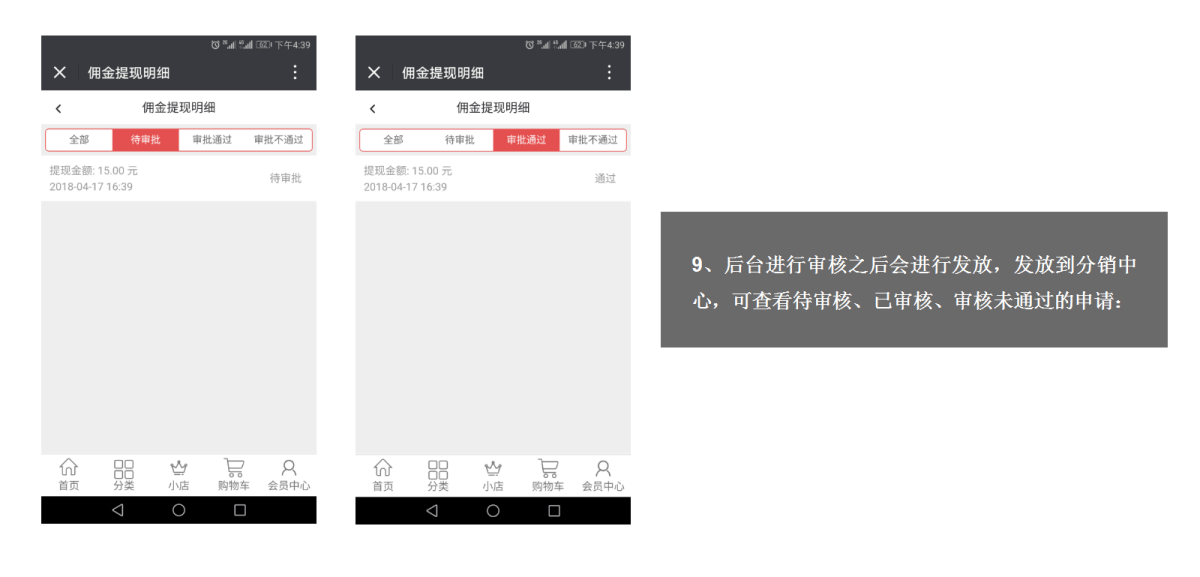 下午4:39
佣金提现明细
佣金提现明细
全部 待审批 审批通过 审批不通过
提现金额: 15.00 元
2018-04-17 16:39
待审批
首页 分类 小店 购物车 会员中心
下午4:39
佣金提现明细
佣金提现明细
全部 待审批 审批通过 审批不通过
提现金额: 15.00 元
2018-04-17 16:39
通过
首页 分类 小店 购物车 会员中心
9、后台进行审核之后会进行发放，发放到分销中
心，可查看待审核、已审核、审核未通过的申请：